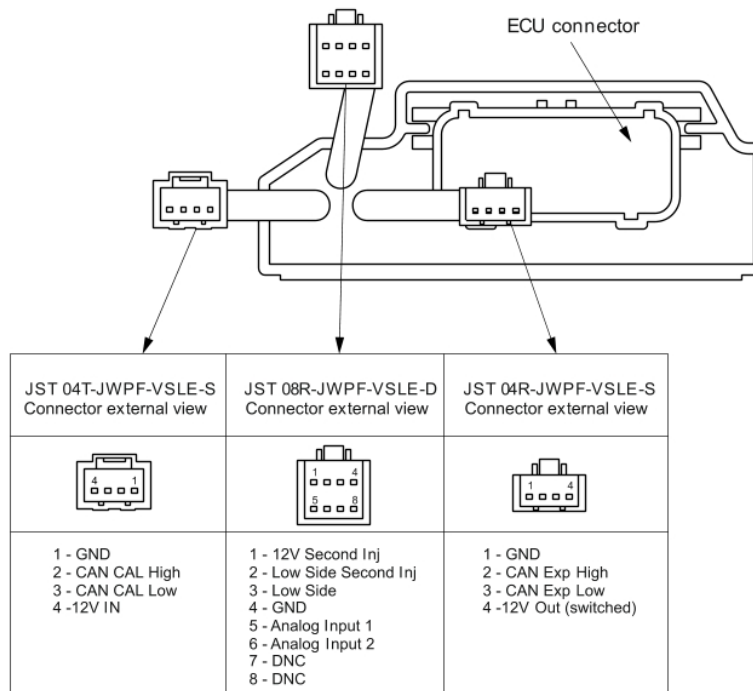 ECU connector
JST 04T-JWPF-VSLE-S
Connector external view
4 1
1 - GND
2 - CAN CAL High
3 - CAN CAL Low
4 -12V IN
JST 08R-JWPF-VSLE-D
Connector external view
1 4
5 8
1 - 12V Second Inj
2 - Low Side Second Inj
3 - Low Side
4 - GND
5 - Analog Input 1
6 - Analog Input 2
7 - DNC
8 - DNC
JST 04R-JWPF-VSLE-S
Connector external view
1 4
1 - GND
2 - CAN Exp High
3 - CAN Exp Low
4 -12V Out (switched)